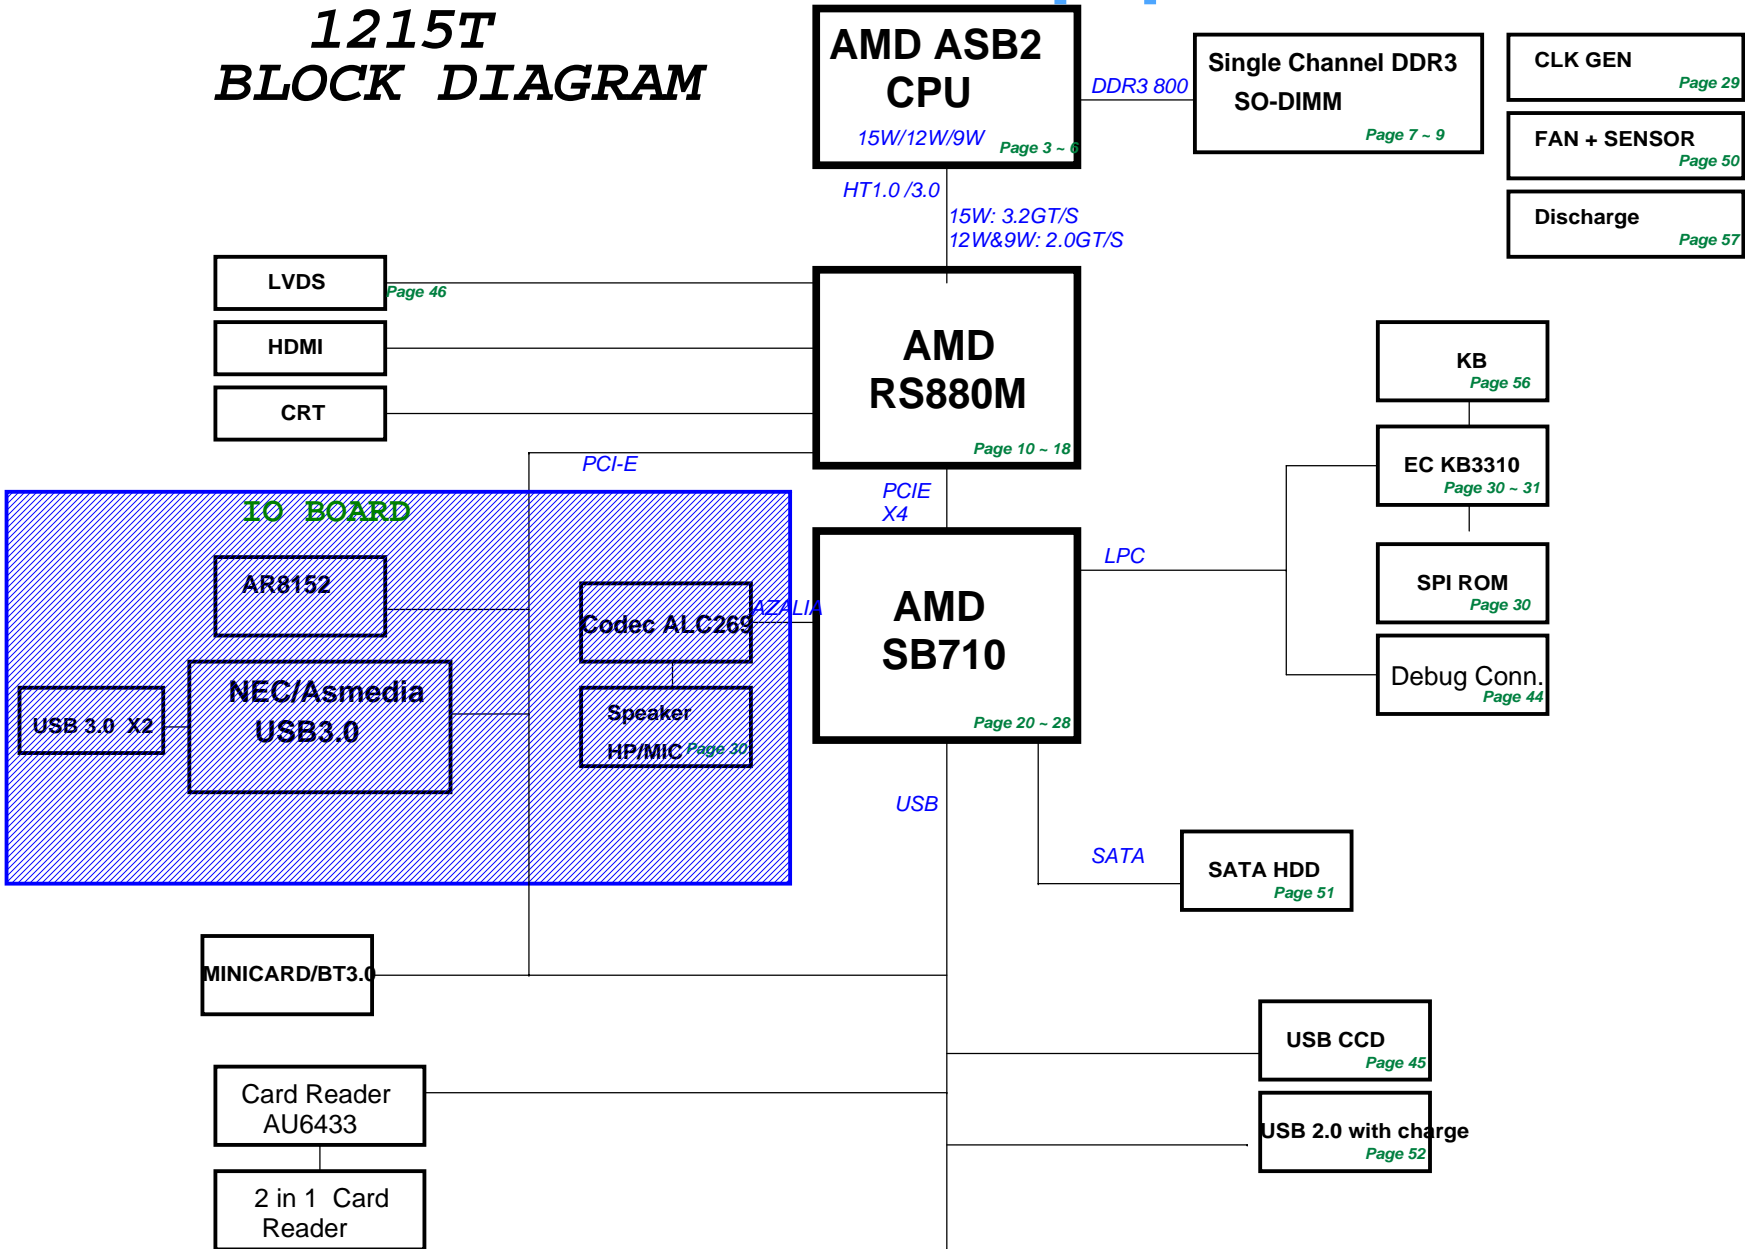 1215T
BLOCK DIAGRAM
AMD ASB2
CPU
15W/12W/9W
Page 3 ~ 6
DDR3 800
Single Channel DDR3
SO-DIMM
Page 7 ~ 9
CLK GEN
Page 29
FAN + SENSOR
Page 50
Discharge
Page 57
HT1.0 /3.0
15W: 3.2GT/S
12W&9W: 2.0GT/S
LVDS
Page 46
HDMI
CRT
AMD
RS880M
Page 10 ~ 18
PCI-E
PCIE
X4
KB
Page 56
EC KB3310
Page 30 ~ 31
SPI ROM
Page 30
Debug Conn.
Page 44
LPC
IO BOARD
AR8152
Codec ALC269
AZALIA
NEC/Asmedia
USB3.0
USB 3.0 X2
Speaker
HP/MIC
Page 30
AMD
SB710
Page 20 ~ 28
USB
SATA
SATA HDD
Page 51
MINICARD/BT3.0
USB CCD
Page 45
USB 2.0 with charge
Page 52
Card Reader
AU6433
2 in 1 Card
Reader